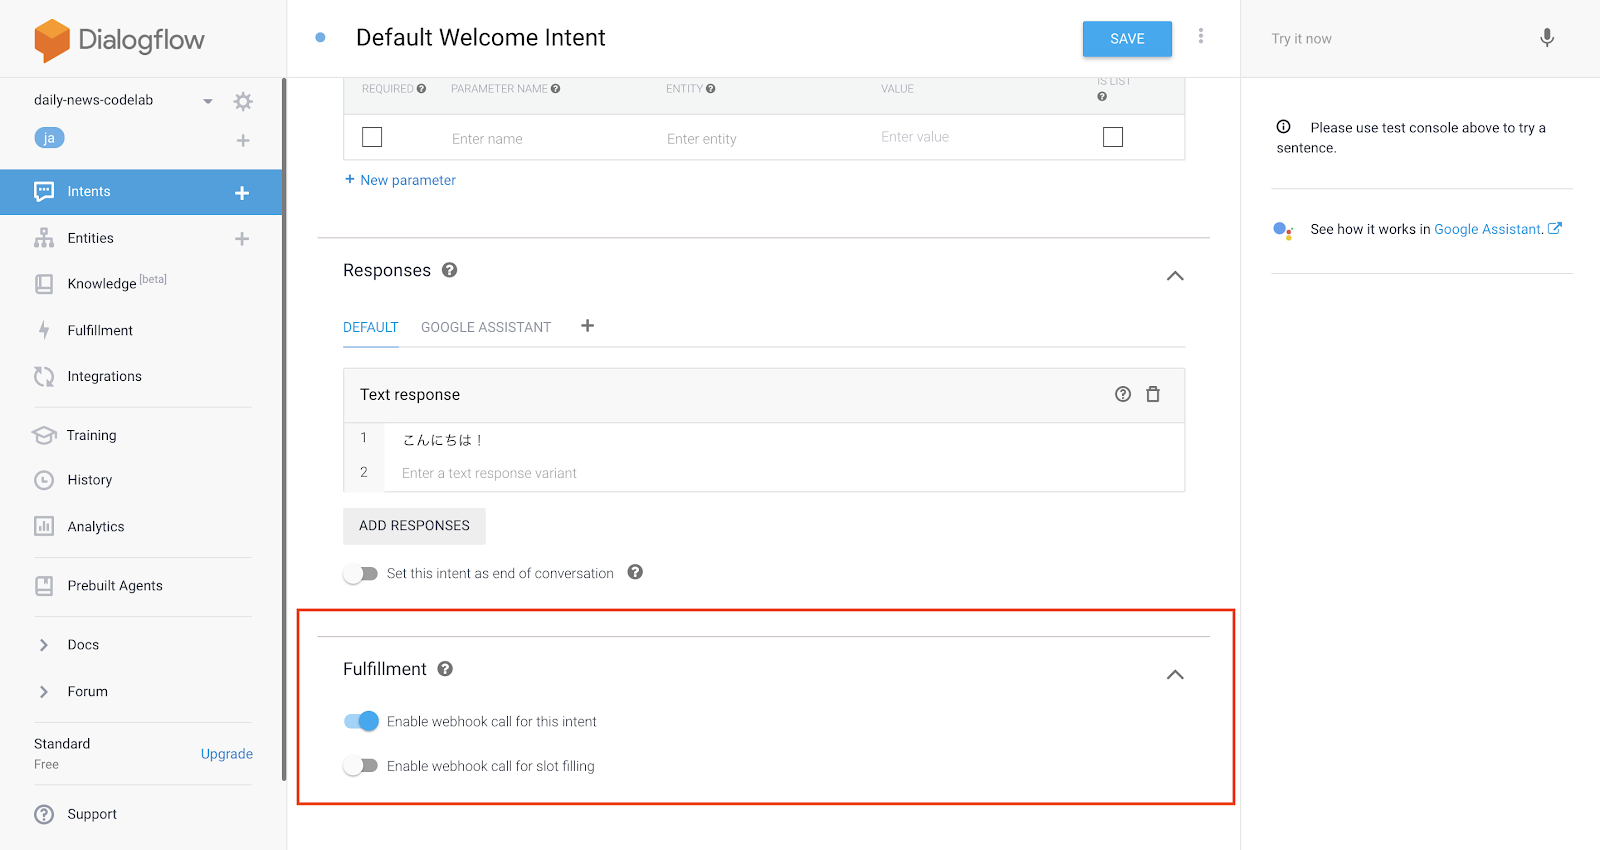 Dialogflow
daily-news-codelab
ja
Intents
Entities
Knowledge [beta]
Fulfillment
Integrations
Training
History
Analytics
Prebuilt Agents
Docs
Forum
Standard
Free
Upgrade
Support
Default Welcome Intent
SAVE
REQUIRED PARAMETER NAME ENTITY VALUE IS LIST
Enter name Enter entity Enter value
+ New parameter
Responses
DEFAULT GOOGLE ASSISTANT +
Text response
1 こんにちは！
2 Enter a text response variant
ADD RESPONSES
Set this intent as end of conversation
Fulfillment
Enable webhook call for this intent
Enable webhook call for slot filling
Try it now
Please use test console above to try a
sentence.
See how it works in Google Assistant.